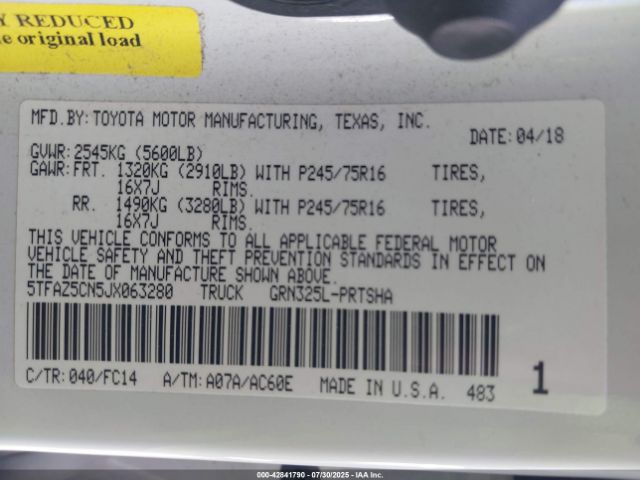 Y REDUCED
e original load
MFD.BY:TOYOTA MOTOR MANUFACTURING, TEXAS, INC.
DATE:04/18
GVWR:2545KG (5600LB)
GAWR:FRT. 1320KG (2910LB) WITH P245/75R16 TIRES,
16X7J RIMS.
RR. 1490KG (3280LB) WITH P245/75R16 TIRES,
16X7J RIMS.
THIS VEHICLE CONFORMS TO ALL APPLICABLE FEDERAL MOTOR
VEHICLE SAFETY AND THEFT PREVENTION STANDARDS IN EFFECT ON
THE DATE OF MANUFACTURE SHOWN ABOVE.
5TFAZ5CN5JX063280 TRUCK GRN325L-PRTSHA
C/TR:040/FC14 A/TM:A07A/AC60E MADE IN U.S.A. 483
1
000-42841790 - 07/30/2025 - IAAI.COM